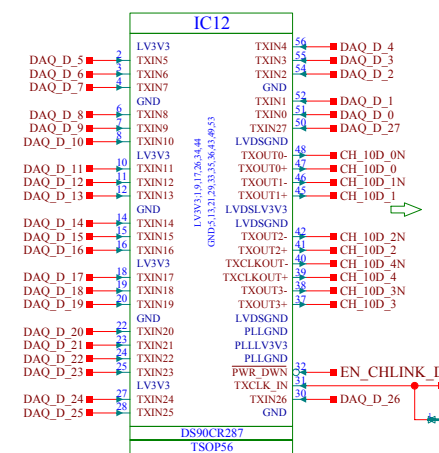 IC12
LV3V3 TXIN4 56 DAQ_D_4
DAQ_D_5 2 TXIN5 TXIN3 55 DAQ_D_3
DAQ_D_6 3 TXIN6 TXIN2 54 DAQ_D_2
DAQ_D_7 4 TXIN7 GND
GND TXIN1 52 DAQ_D_1
DAQ_D_8 6 TXIN8 TXIN0 51 DAQ_D_0
DAQ_D_9 7 TXIN9 TXIN27 50 DAQ_D_27
DAQ_D_10 8 TXIN10 LVDSGND
LV3V3 TXOUT0- 48 CH_10D_0N
DAQ_D_11 10 TXIN11 TXOUT0+ 47 CH_10D_0
DAQ_D_12 11 TXIN12 TXOUT1- 46 CH_10D_1N
DAQ_D_13 12 TXIN13 TXOUT1+ 45 CH_10D_1
GND LVDSLV3V3
DAQ_D_14 14 TXIN14 LVDSGND
DAQ_D_15 15 TXIN15 TXOUT2- 42 CH_10D_2N
DAQ_D_16 16 TXIN16 TXOUT2+ 41 CH_10D_2
LV3V3 TXCLKOUT- 40 CH_10D_4N
DAQ_D_17 18 TXIN17 TXCLKOUT+ 39 CH_10D_4
DAQ_D_18 19 TXIN18 TXOUT3- 38 CH_10D_3N
DAQ_D_19 20 TXIN19 TXOUT3+ 37 CH_10D_3
GND LVDSGND
DAQ_D_20 22 TXIN20 PLLGND
DAQ_D_21 23 TXIN21 PLLLV3V3
DAQ_D_22 24 TXIN22 PLLGND
DAQ_D_23 25 TXIN23 PWR_DWN 32 EN_CHLINK_D
LV3V3 TXCLK_IN 31
DAQ_D_24 27 TXIN24 TXIN26 30 DAQ_D_26
DAQ_D_25 28 TXIN25 GND
LV3V3;1,9,17,26,34,44
GND;5,13,21,29,33,35,36,43,49,53
DS90CR287
TSOP56